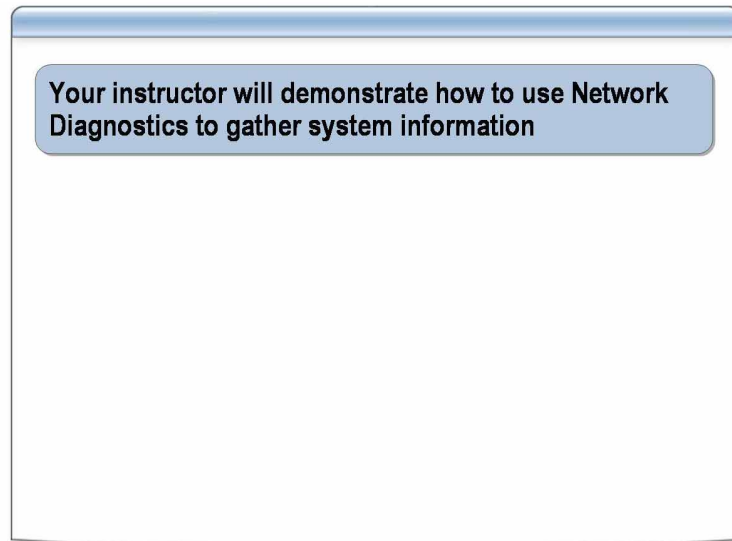 Your instructor will demonstrate how to use Network
Diagnostics to gather system information